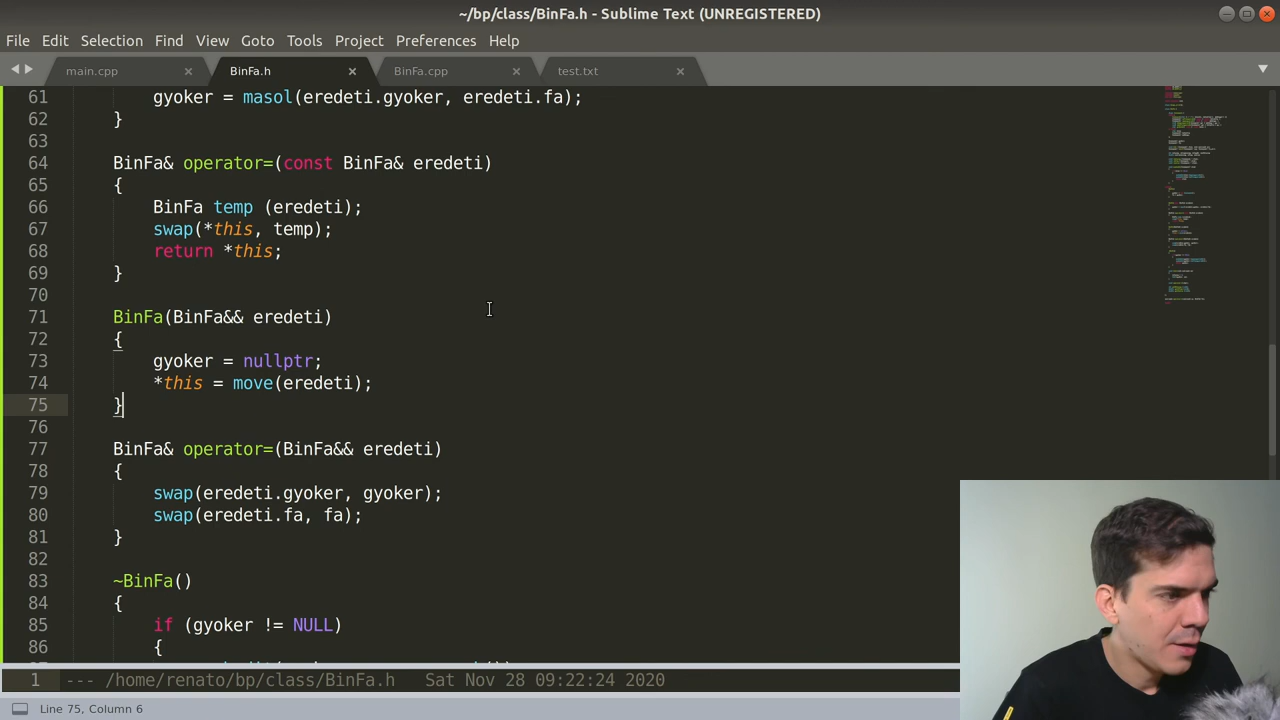 ~/bp/class/BinFa.h - Sublime Text (UNREGISTERED)
File Edit Selection Find View Goto Tools Project Preferences Help
main.cpp BinFa.h BinFa.cpp test.txt
61 gyoker = masol(eredeti.gyoker, eredeti.fa);
62 }
63
64 BinFa& operator=(const BinFa& eredeti)
65 {
66 BinFa temp (eredeti);
67 swap(*this, temp);
68 return *this;
69 }
70
71 BinFa(BinFa&& eredeti)
72 {
73 gyoker = nullptr;
74 *this = move(eredeti);
75 }
76
77 BinFa& operator=(BinFa&& eredeti)
78 {
79 swap(eredeti.gyoker, gyoker);
80 swap(eredeti.fa, fa);
81 }
82
83 ~BinFa()
84 {
85 if (gyoker != NULL)
86 {
1 --- /home/renato/bp/class/BinFa.h Sat Nov 28 09:22:24 2020
Line 75, Column 6